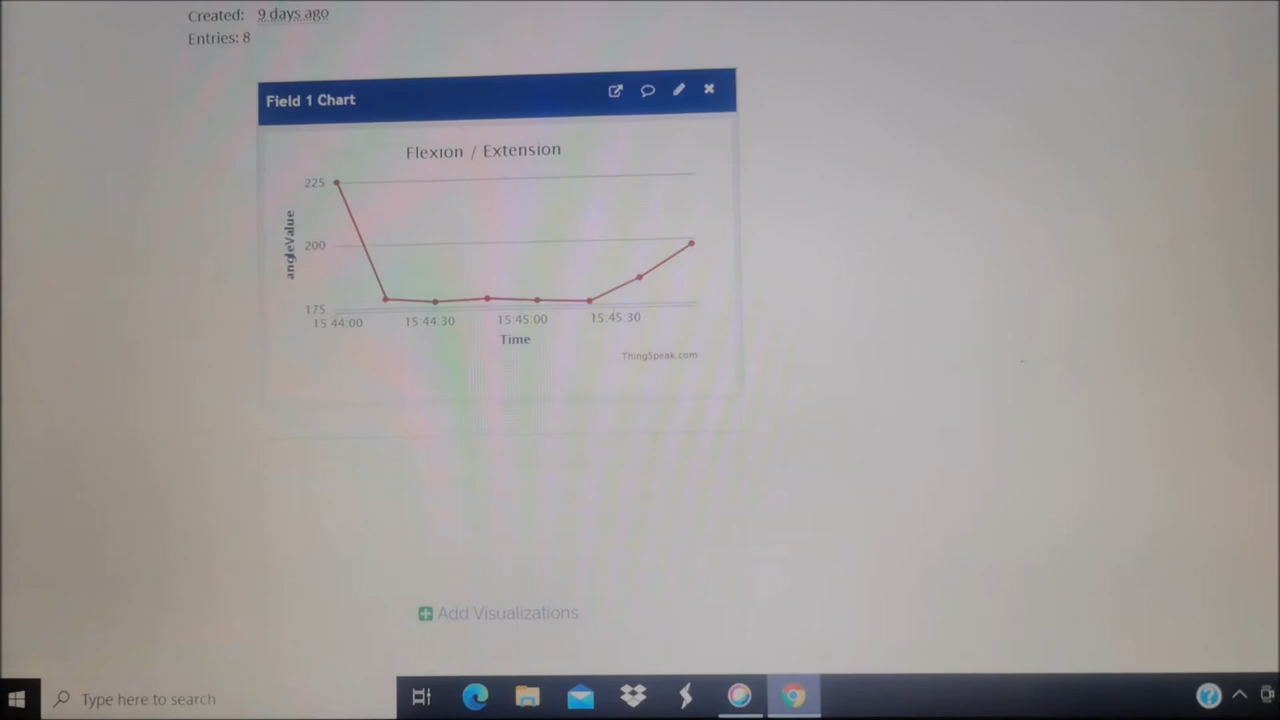 Created: 9 days ago
Entries: 8
Field 1 Chart
Flexion / Extension
225
200
175
angleValue
15:44:00 15:44:30 15:45:00 15:45:30
Time
ThingSpeak.com
Add Visualizations
Type here to search